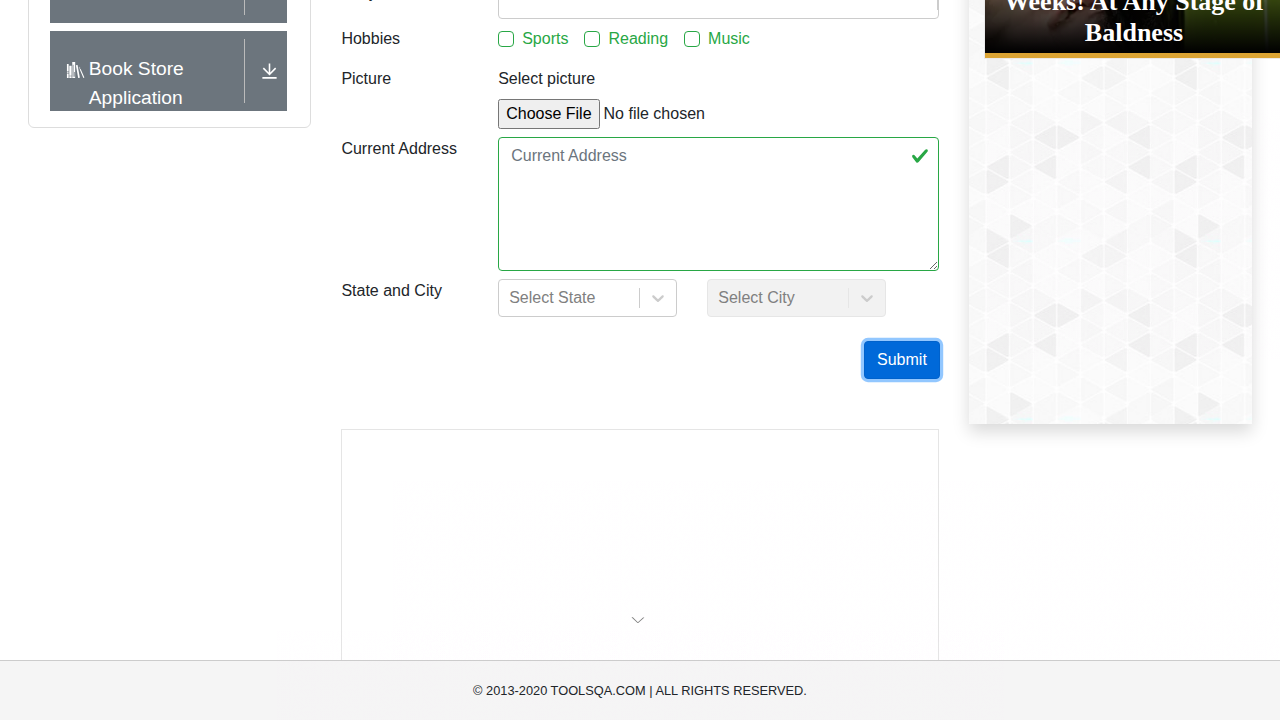 Weeks! At Any Stage of
Baldness
Hobbies
Sports
Reading
Music
Book Store
Application
Picture
Select picture
Choose File
No file chosen
Current Address
Current Address
State and City
Select State
Select City
Submit
© 2013-2020 TOOLSQA.COM | ALL RIGHTS RESERVED.